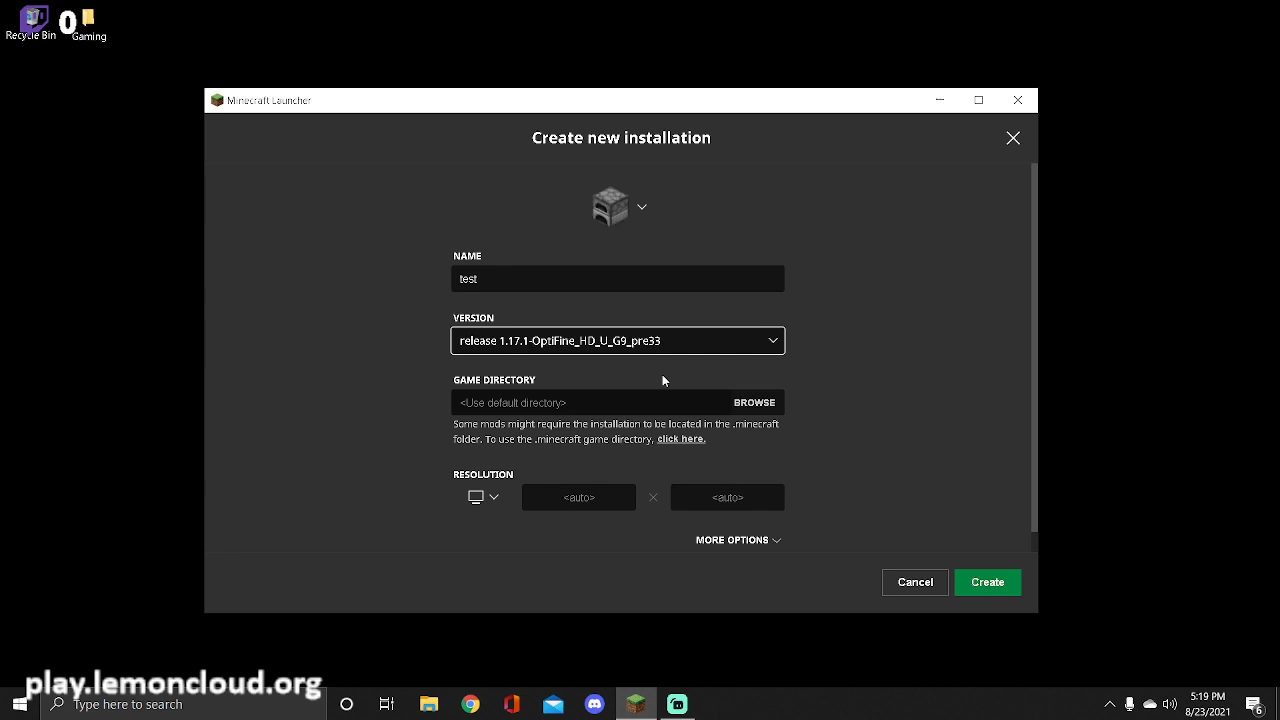 Recycle Bin
0
Gaming
Minecraft Launcher
Create new installation
NAME
test
VERSION
release 1.17.1-OptiFine_HD_U_G9_pre33
GAME DIRECTORY
<Use default directory>
BROWSE
Some mods might require the installation to be located in the .minecraft
folder. To use the .minecraft game directory, click here.
RESOLUTION
<auto>
<auto>
MORE OPTIONS
Cancel
Create
play.lemoncloud.org
Type here to search
5:19 PM
8/23/2021
6